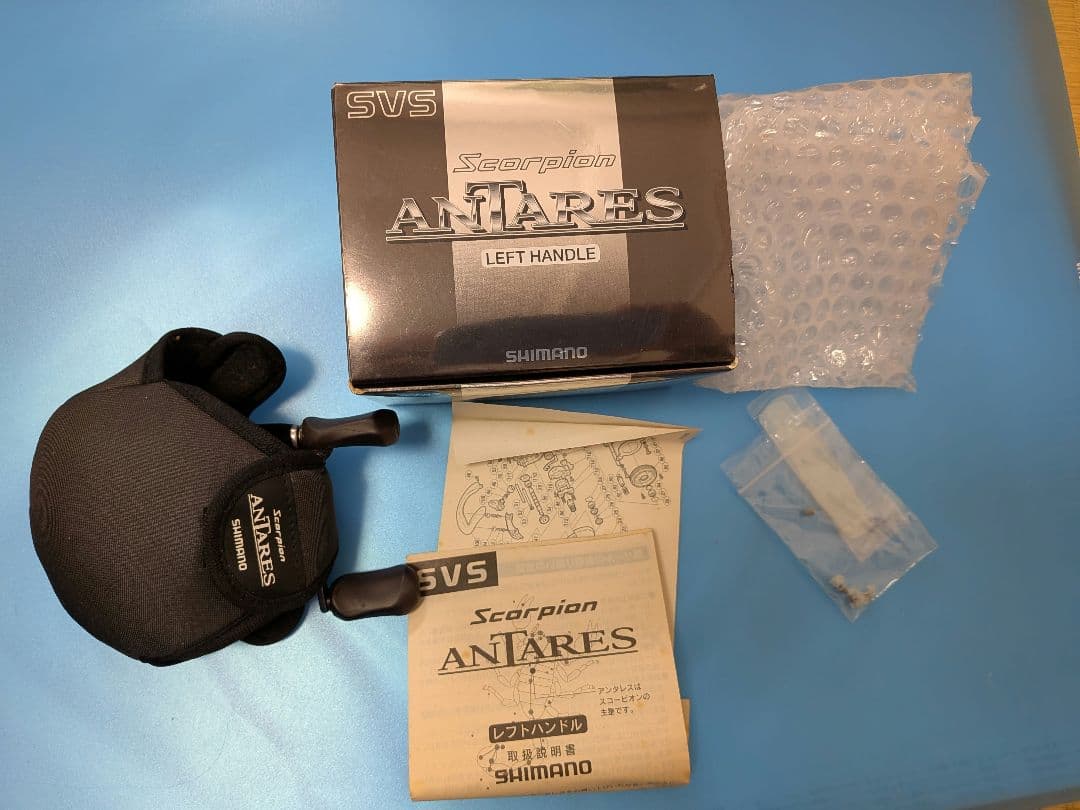 SVS
Scorpion
ANTARES
LEFT HANDLE
SHIMANO
Scorpion
ANTARES
SHIMANO
SVS
Scorpion
ANTARES
アンタレスは
スコーピオンの
主撃です。
レフトハンドル
取扱説明書
SHIMANO